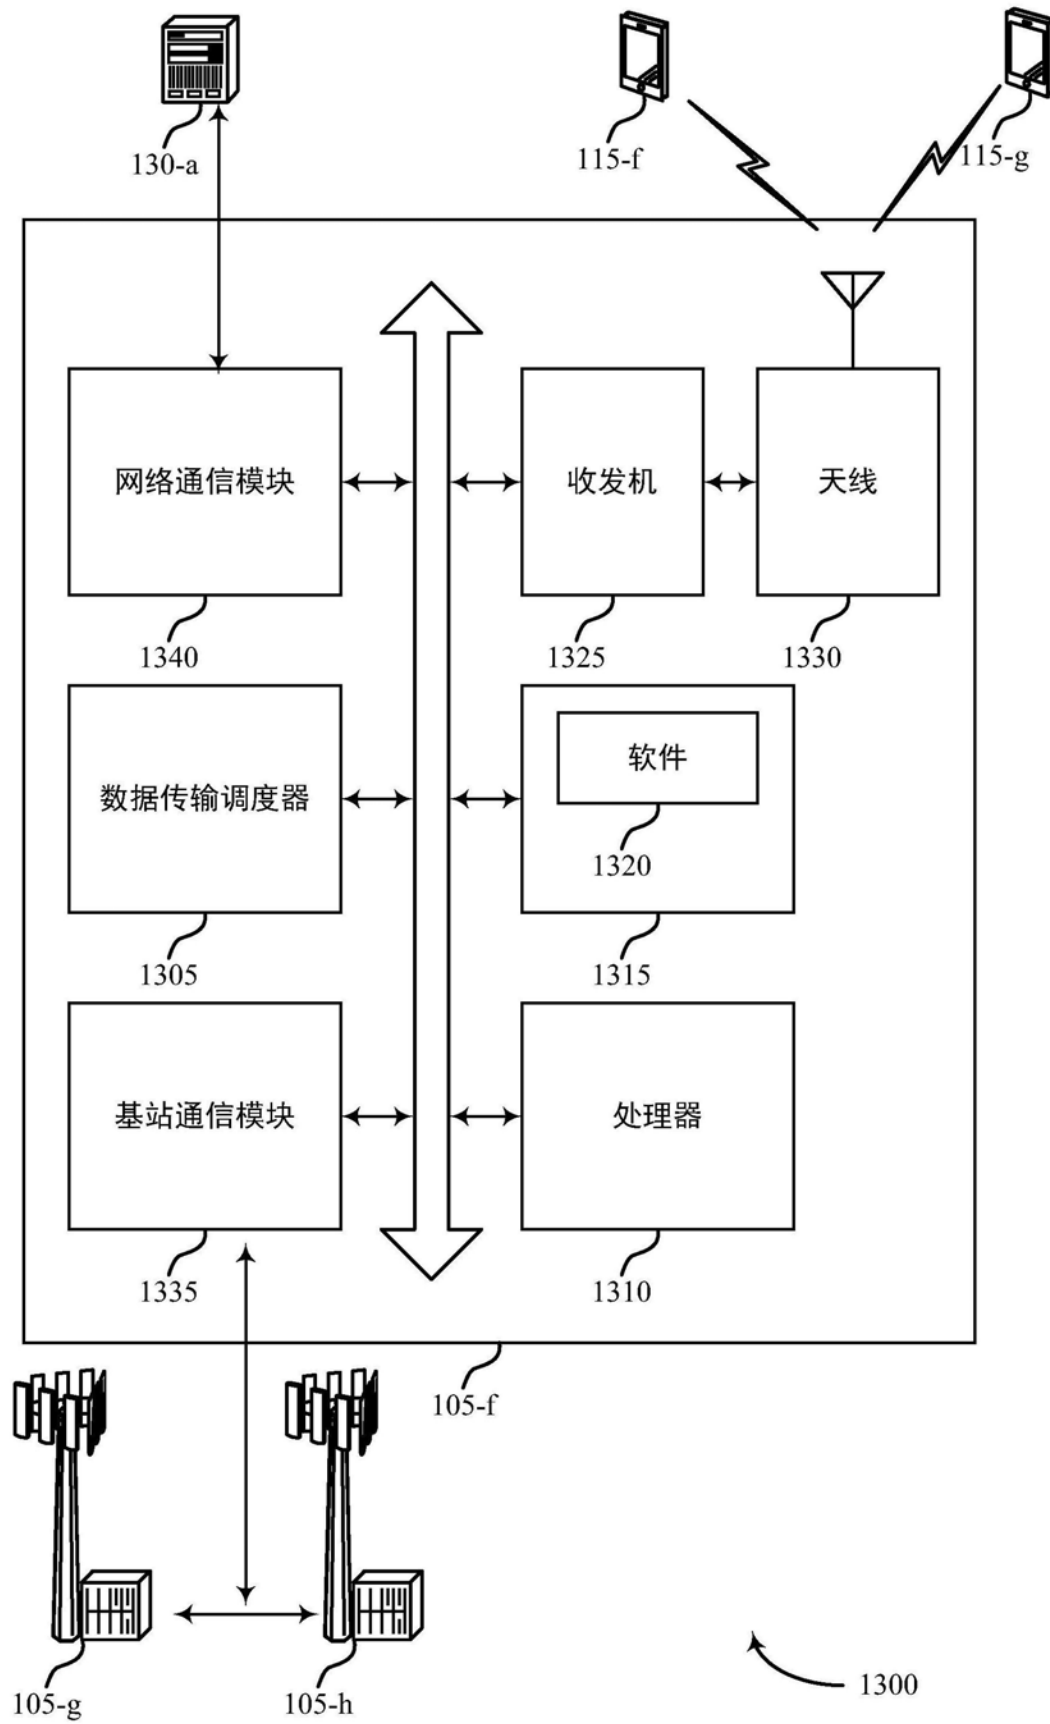 130-a
115-f
115-g
网络通信模块
收发机
天线
1340
1325
1330
数据传输调度器
软件
1320
1305
1315
基站通信模块
处理器
1335
1310
105-f
105-g
105-h
1300